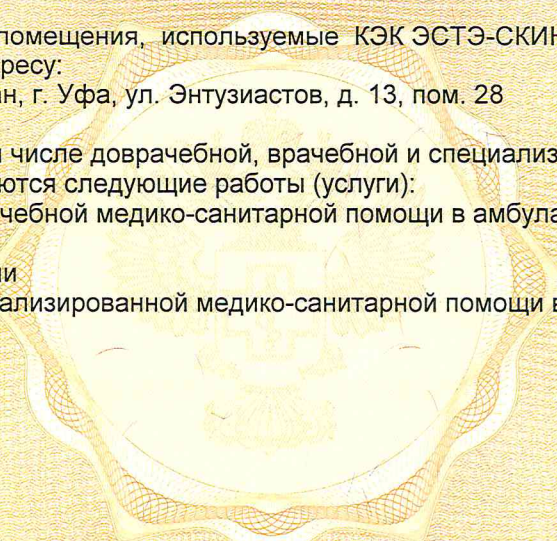 помещения, используемые КЭК ЭСТЭ-СКИН
ресу:
н, г. Уфа, ул. Энтузиастов, д. 13, пом. 28
числе доврачебной, врачебной и специализ
ются следующие работы (услуги):
чебной медико-санитарной помощи в амбула
и
ализированной медико-санитарной помощи в